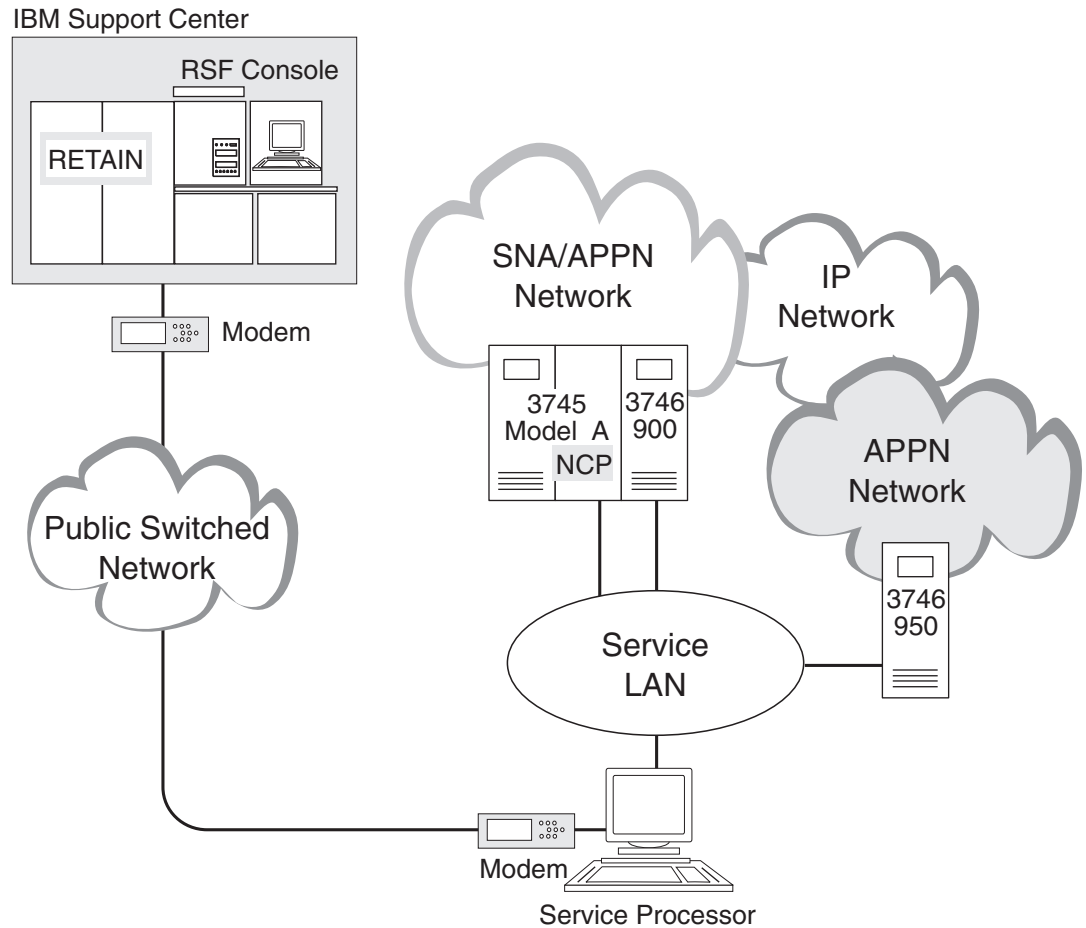 IBM Support Center
RSF Console
RETAIN
Modem
SNA/APPN
Network
IP
Network
3745
Model A
NCP
3746
900
APPN
Network
Public Switched
Network
3746
950
Service
LAN
Modem
Service Processor